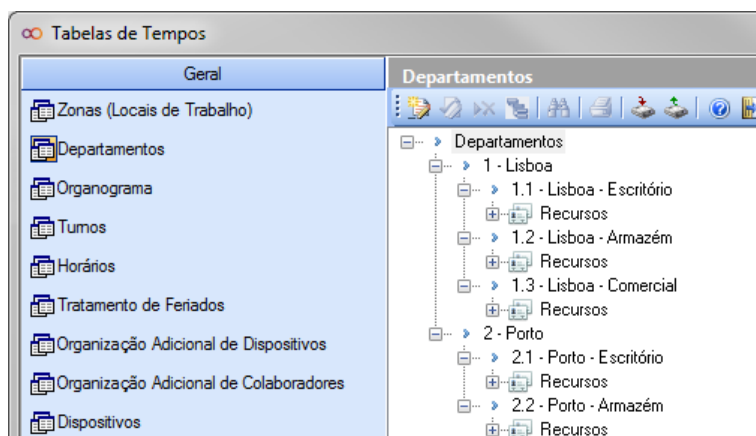 Tabelas de Tempos
Geral
Zonas (Locais de Trabalho)
Departamentos
Organograma
Turnos
Horários
Tratamento de Feriados
Organização Adicional de Dispositivos
Organização Adicional de Colaboradores
Dispositivos
Departamentos
Departamentos
1 - Lisboa
1.1 - Lisboa - Escritório
Recursos
1.2 - Lisboa - Armazém
Recursos
1.3 - Lisboa - Comercial
Recursos
2 - Porto
2.1 - Porto - Escritório
Recursos
2.2 - Porto - Armazém
Recursos